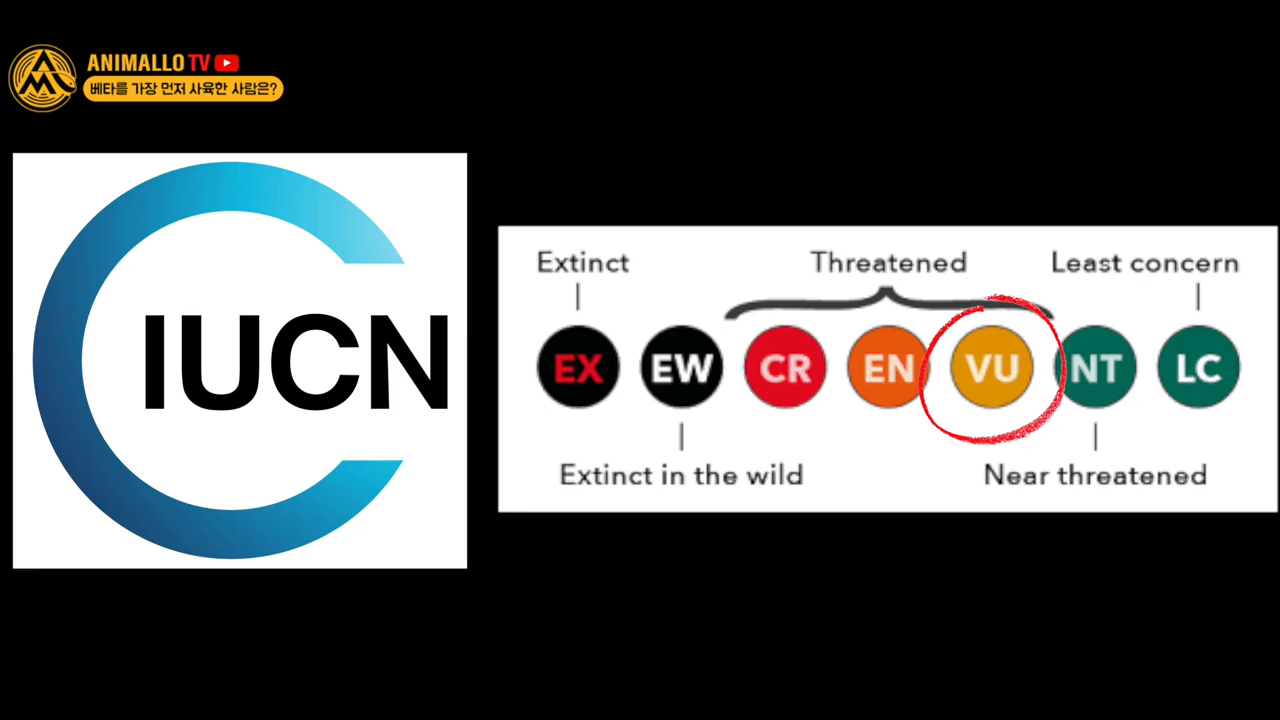 ANIMALLO TV
베타를 가장 먼저 사육한 사람은?
IUCN
Extinct
Threatened
Least concern
EX
EW
CR
EN
VU
NT
LC
Extinct in the wild
Near threatened